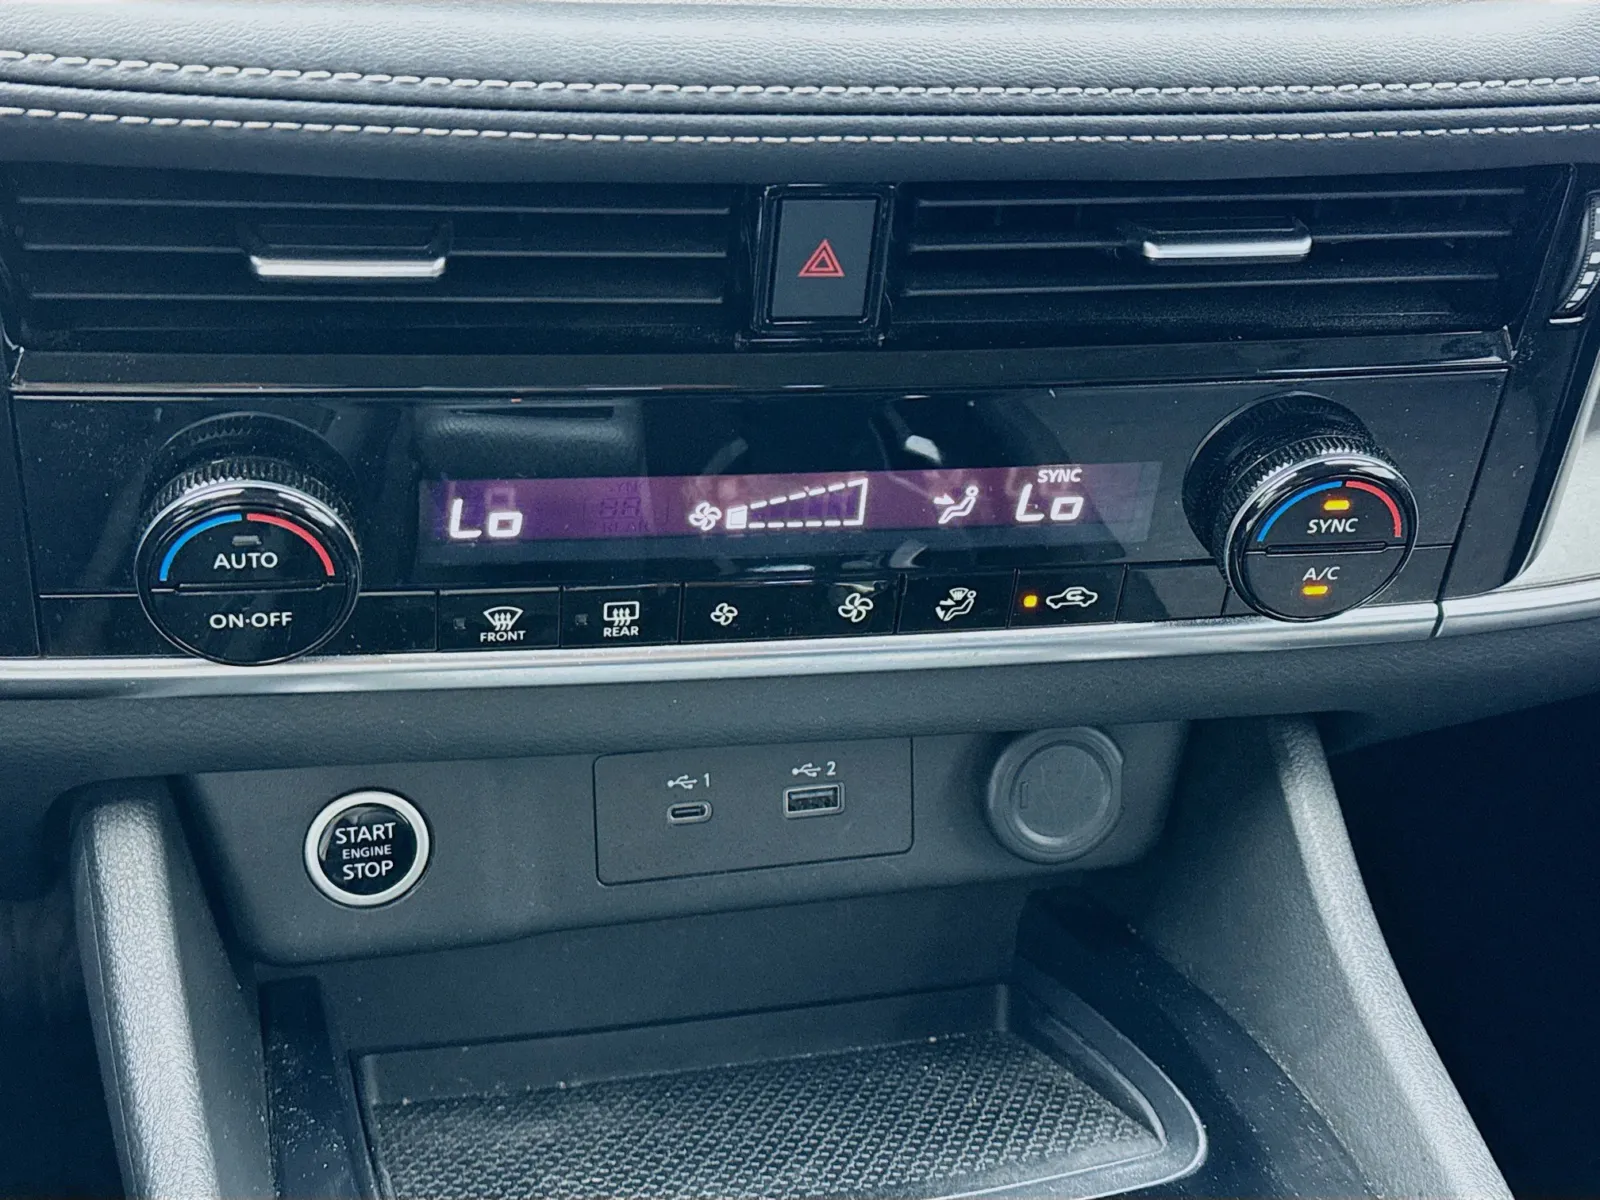 SYNC
Lo
Lo
AUTO
ON·OFF
SYNC
A/C
FRONT
REAR
1
2
START
ENGINE
STOP